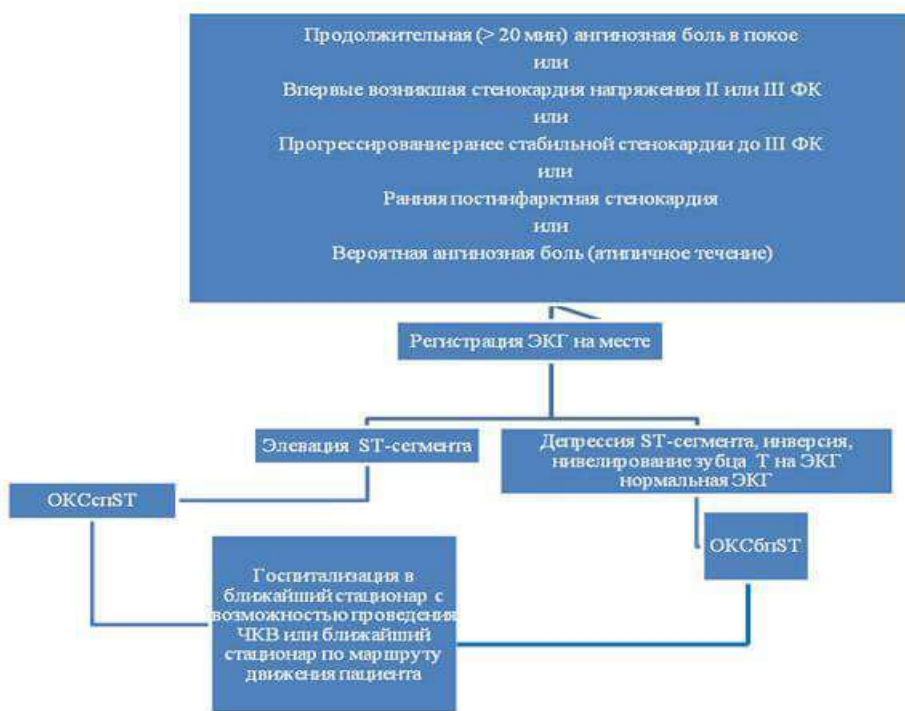 Продолжительная (> 20 мин) ангинозная боль в покое
или
Впервые возникшая стенокардия напряжения II или III ФК
или
Прогрессирование ранее стабильной стенокардии до III ФК
или
Ранняя постинфарктная стенокардия
или
Вероятная ангинозная боль (атипичное течение)
Регистрация ЭКГ на месте
Элевация ST-сегмента
Депрессия ST-сегмента, инверсия,
нивелирование зубца Т на ЭКГ
нормальная ЭКГ
ОКСспST
ОКСбпST
Госпитализация в
ближайший стационар с
возможностью проведения
ЧКВ или ближайший
стационар по маршруту
движения пациента